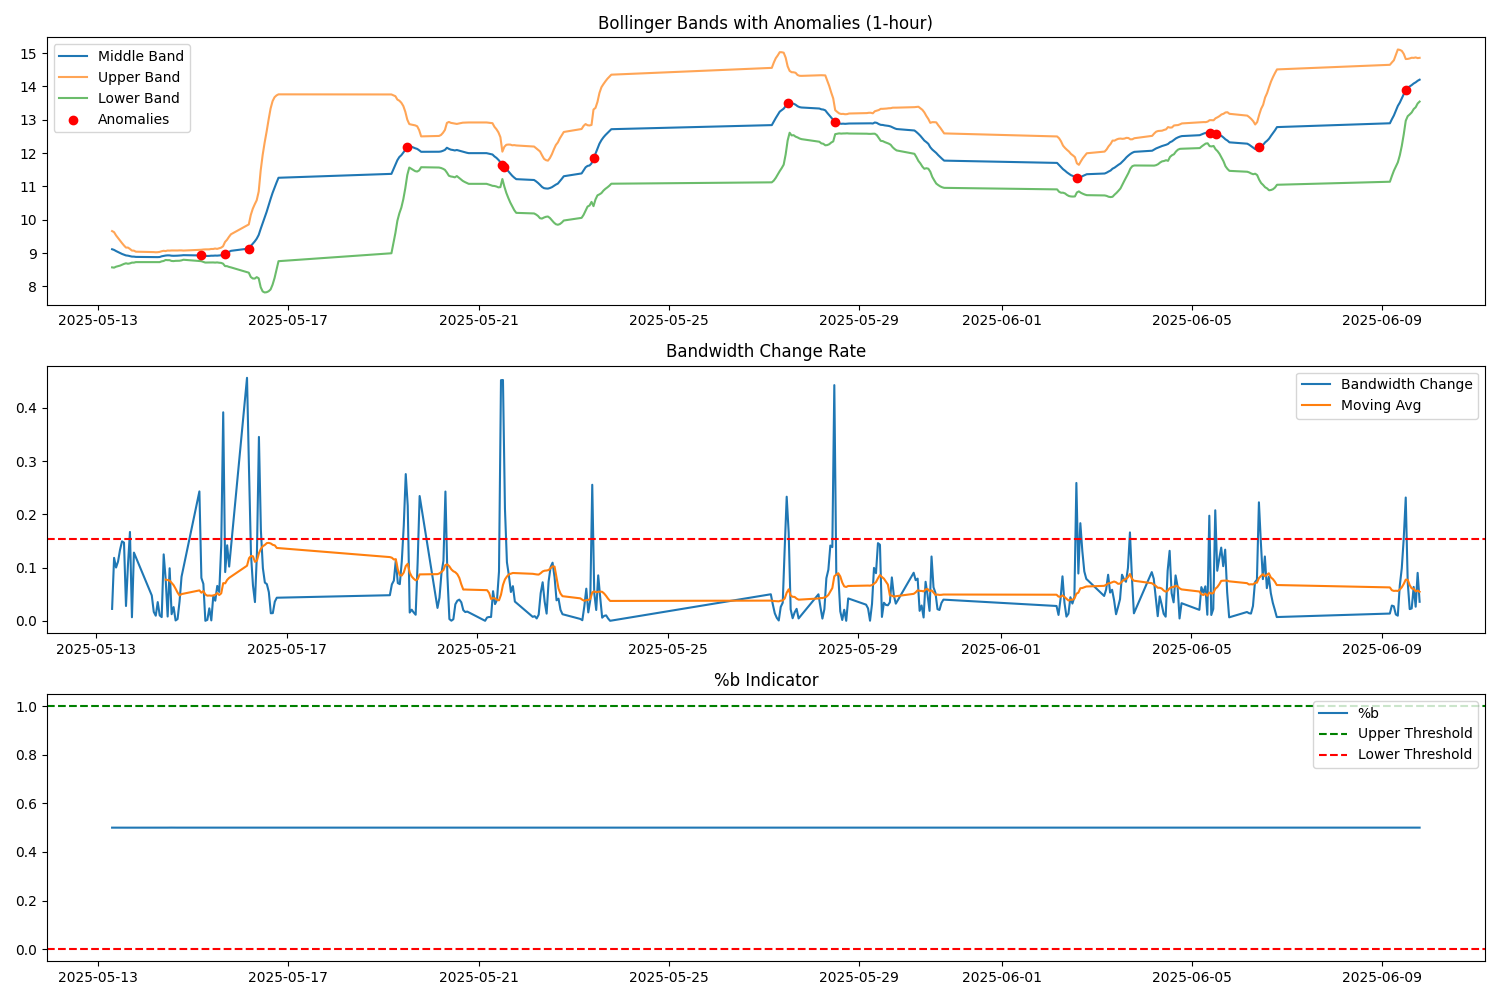 Bollinger Bands with Anomalies (1-hour)
Middle Band
Upper Band
Lower Band
Anomalies
15
14
13
12
11
10
9
8
2025-05-13 2025-05-17 2025-05-21 2025-05-25 2025-05-29 2025-06-01 2025-06-05 2025-06-09
Bandwidth Change Rate
Bandwidth Change
Moving Avg
0.4
0.3
0.2
0.1
0.0
2025-05-13 2025-05-17 2025-05-21 2025-05-25 2025-05-29 2025-06-01 2025-06-05 2025-06-09
%b Indicator
%b
Upper Threshold
Lower Threshold
1.0
0.8
0.6
0.4
0.2
0.0
2025-05-13 2025-05-17 2025-05-21 2025-05-25 2025-05-29 2025-06-01 2025-06-05 2025-06-09